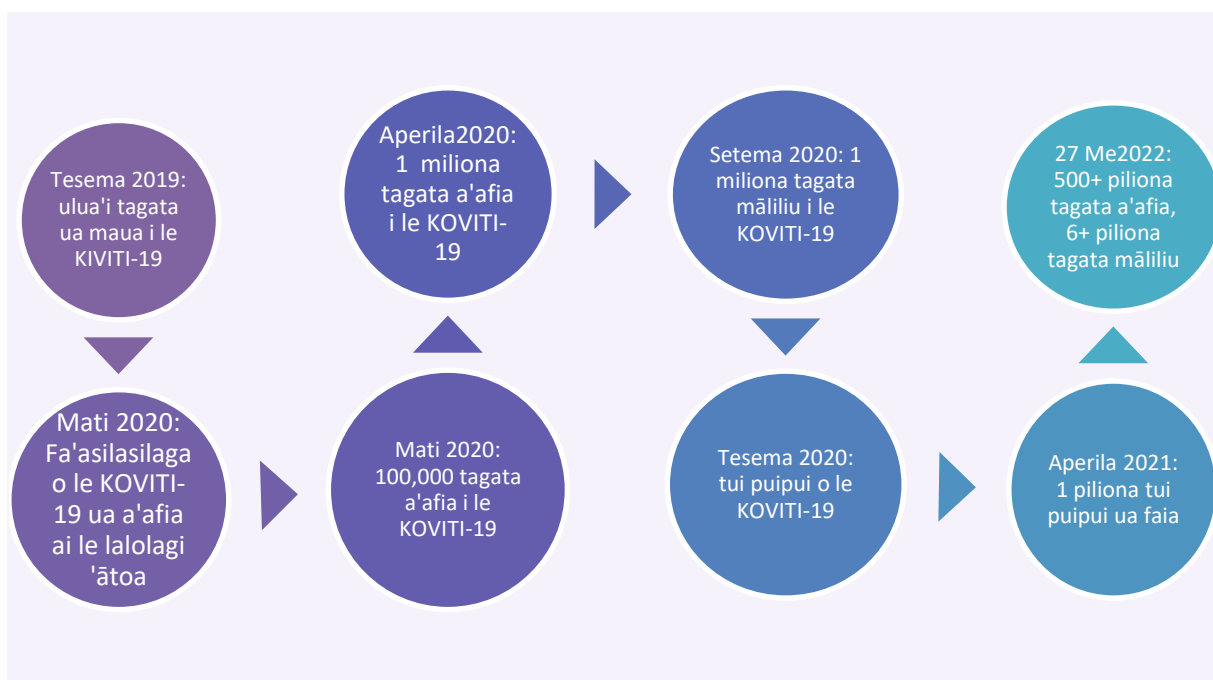 Tesema 2019:
ulua'i tagata
ua maua i le
KIVITI-19
Mati 2020:
Fa'asilasilaga
o le KOVITI-
19 ua a'afia
ai le lalolagi
'ātoa
Mati 2020:
100,000 tagata
a'afia i le
KOVITI-19
Aperila2020:
1 miliona
tagata a'afia
i le KOVITI-
19
Setema 2020: 1
miliona tagata
māliliu i le
KOVITI-19
Tesema 2020:
tui puipui o le
KOVITI-19
Aperila 2021:
1 piliona tui
puipui ua faia
27 Me2022:
500+ piliona
tagata a'afia,
6+ piliona
tagata māliliu